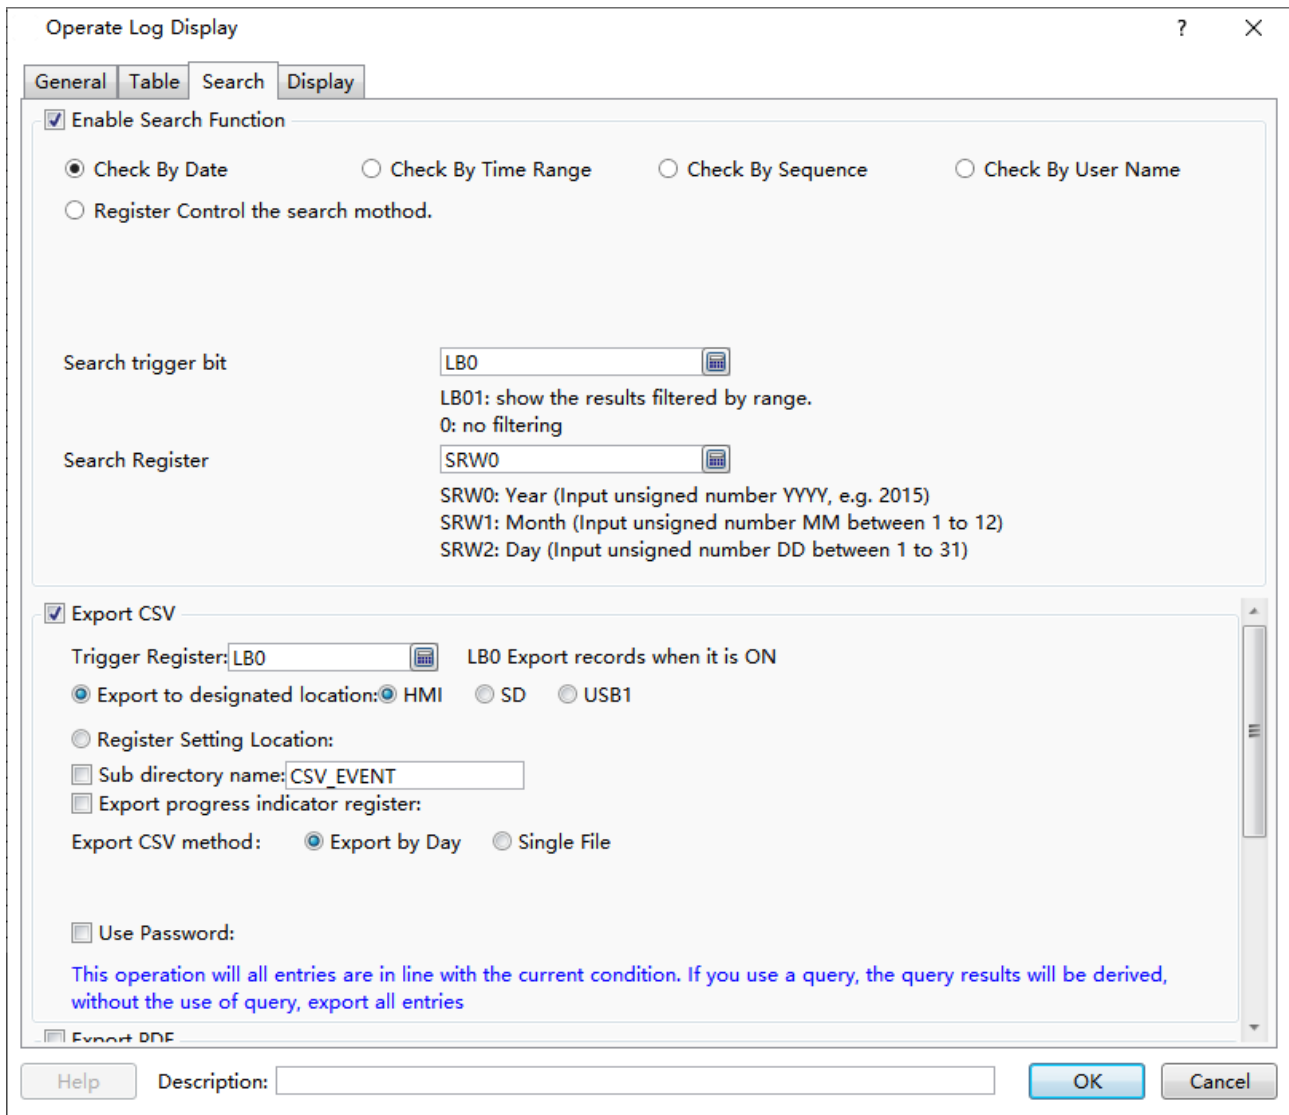 Operate Log Display ?
General Table Search Display
Enable Search Function
Check By Date Check By Time Range Check By Sequence Check By User Name
Register Control the search mothod.
Search trigger bit LB0
LB01: show the results filtered by range.
0: no filtering
Search Register SRW0
SRW0: Year (Input unsigned number YYYY, e.g. 2015)
SRW1: Month (Input unsigned number MM between 1 to 12)
SRW2: Day (Input unsigned number DD between 1 to 31)
Export CSV
Trigger Register: LB0 LB0 Export records when it is ON
Export to designated location: HMI SD USB1
Register Setting Location:
Sub directory name: CSV_EVENT
Export progress indicator register:
Export CSV method: Export by Day Single File
Use Password:
This operation will all entries are in line with the current condition. If you use a query, the query results will be derived,
without the use of query, export all entries
Export PDF
Help Description: OK Cancel